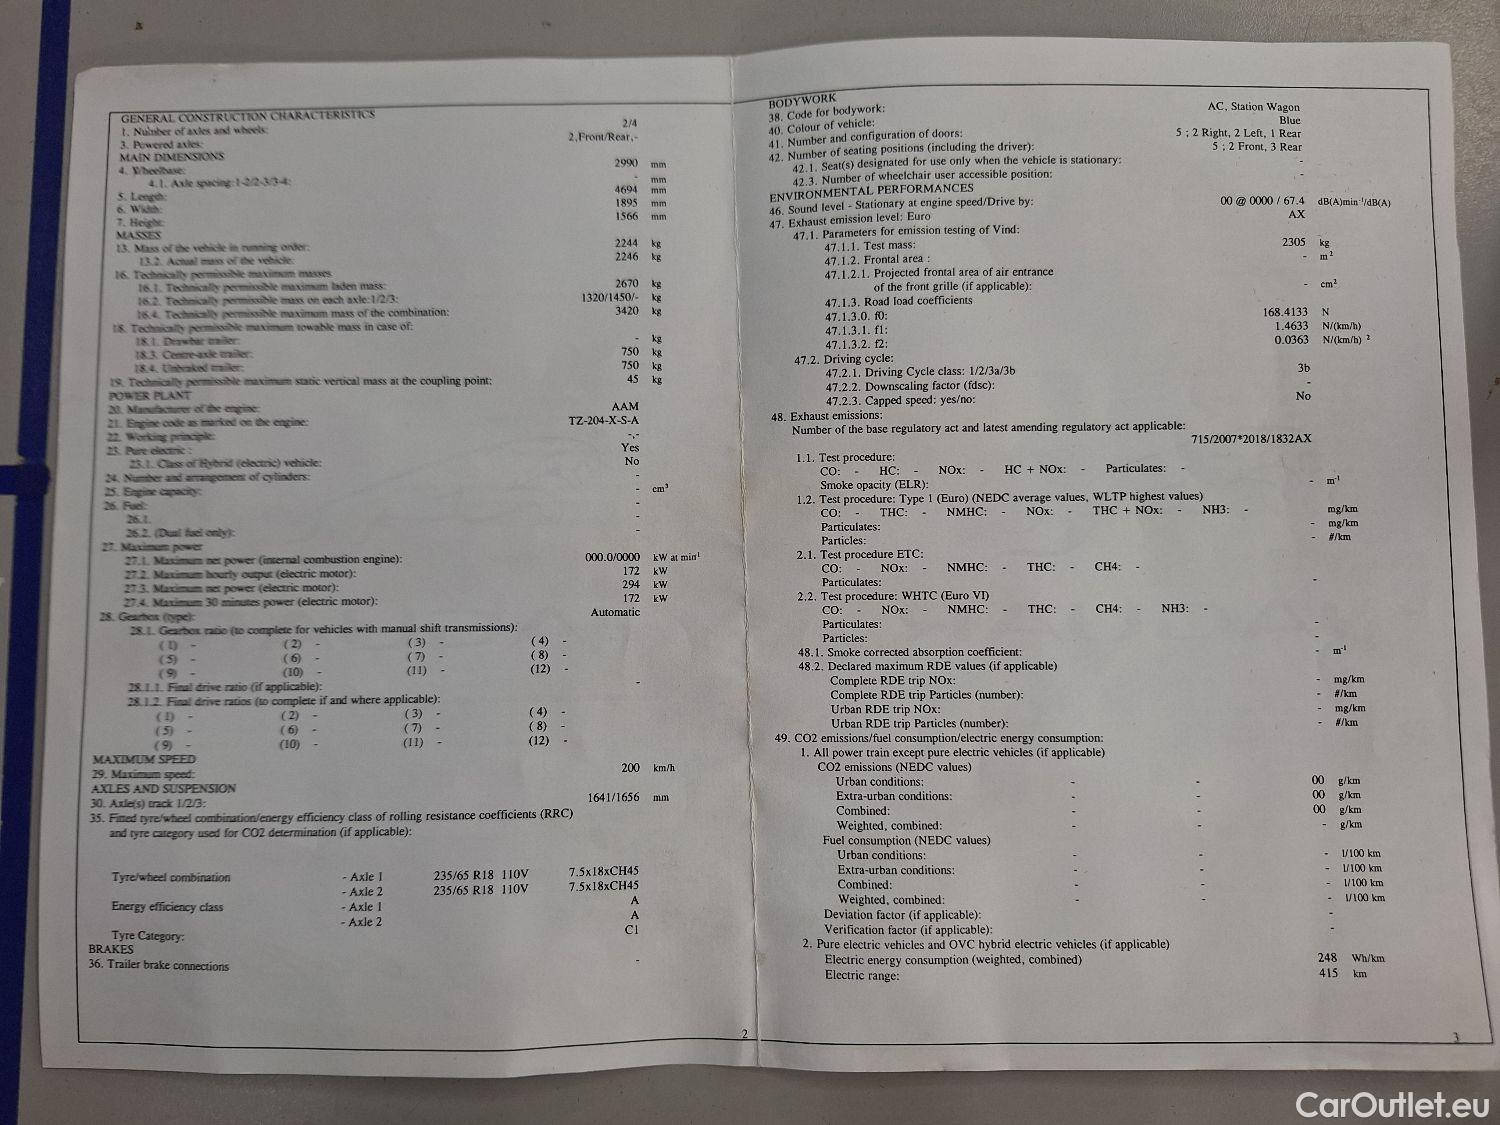 GENERAL CONSTRUCTION CHARACTERISTICS
1. Number of axles and wheels: 2/4
3. Powered axles: 2,Front/Rear,-
MAIN DIMENSIONS
4. Wheelbase: 2990 mm
4.1. Axle spacing:1-2/2-3/3-4: - mm
5. Length: 4694 mm
6. Width: 1895 mm
7. Height: 1566 mm
MASSES
13. Mass of the vehicle in running order: 2244 kg
13.2. Actual mass of the vehicle: 2246 kg
16. Technically permissible maximum masses
16.1. Technically permissible maximum laden mass: 2670 kg
16.2. Technically permissible mass on each axle:1/2/3: 1320/1450/- kg
16.4. Technically permissible maximum mass of the combination: 3420 kg
18. Technically permissible maximum towable mass in case of:
18.1. Drawbar trailer: - kg
18.3. Centre-axle trailer: 750 kg
18.4. Unbraked trailer: 750 kg
19. Technically permissible maximum static vertical mass at the coupling point: 45 kg
POWER PLANT
20. Manufacturer of the engine: AAM
21. Engine code as marked on the engine: TZ-204-X-S-A
22. Working principle: -,-
23. Pure electric : Yes
23.1. Class of Hybrid (electric) vehicle: No
24. Number and arrangement of cylinders: -
25. Engine capacity: - cm³
26. Fuel: -
26.1. -
26.2. (Dual fuel only): -
27. Maximum power
27.1. Maximum net power (internal combustion engine): 000.0/0000 kW at min¹
27.2. Maximum hourly output (electric motor): 172 kW
27.3. Maximum net power (electric motor): 294 kW
27.4. Maximum 30 minutes power (electric motor): 172 kW
28. Gearbox (type): Automatic
28.1. Gearbox ratio (to complete for vehicles with manual shift transmissions):
( 1) - ( 2) - ( 3) - ( 4) -
( 5) - ( 6) - ( 7) - ( 8) -
( 9) - (10) - (11) - (12) -
28.1.1. Final drive ratio (if applicable): -
28.1.2. Final drive ratios (to complete if and where applicable):
( 1) - ( 2) - ( 3) - ( 4) -
( 5) - ( 6) - ( 7) - ( 8) -
( 9) - (10) - (11) - (12) -
MAXIMUM SPEED
29. Maximum speed: 200 km/h
AXLES AND SUSPENSION
30. Axle(s) track 1/2/3: 1641/1656 mm
35. Fitted tyre/wheel combination/energy efficiency class of rolling resistance coefficients (RRC)
and tyre category used for CO2 determination (if applicable):
Tyre/wheel combination - Axle 1 235/65 R18 110V 7.5x18xCH45
- Axle 2 235/65 R18 110V 7.5x18xCH45
Energy efficiency class - Axle 1 A
- Axle 2 A
Tyre Category: C1
BRAKES
36. Trailer brake connections -
2
BODYWORK
38. Code for bodywork: AC, Station Wagon
40. Colour of vehicle: Blue
41. Number and configuration of doors: 5 ; 2 Right, 2 Left, 1 Rear
42. Number of seating positions (including the driver): 5 ; 2 Front, 3 Rear
42.1. Seat(s) designated for use only when the vehicle is stationary: -
42.3. Number of wheelchair user accessible position: -
ENVIRONMENTAL PERFORMANCES
46. Sound level - Stationary at engine speed/Drive by: 00 @ 0000 / 67.4 dB(A)min⁻¹/dB(A)
47. Exhaust emission level: Euro AX
47.1. Parameters for emission testing of Vind:
47.1.1. Test mass: 2305 kg
47.1.2. Frontal area : - m²
47.1.2.1. Projected frontal area of air entrance
of the front grille (if applicable): - cm²
47.1.3. Road load coefficients
47.1.3.0. f0: 168.4133 N
47.1.3.1. f1: 1.4633 N/(km/h)
47.1.3.2. f2: 0.0363 N/(km/h) ²
47.2. Driving cycle:
47.2.1. Driving Cycle class: 1/2/3a/3b 3b
47.2.2. Downscaling factor (fdsc): -
47.2.3. Capped speed: yes/no: No
48. Exhaust emissions:
Number of the base regulatory act and latest amending regulatory act applicable:
715/2007*2018/1832AX
1.1. Test procedure:
CO: - HC: - NOx: - HC + NOx: - Particulates: -
Smoke opacity (ELR): - m⁻¹
1.2. Test procedure: Type 1 (Euro) (NEDC average values, WLTP highest values)
CO: - THC: - NMHC: - NOx: - THC + NOx: - NH3: - mg/km
Particulates: - mg/km
Particles: - #/km
2.1. Test procedure ETC:
CO: - NOx: - NMHC: - THC: - CH4: -
Particulates: -
2.2. Test procedure: WHTC (Euro VI)
CO: - NOx: - NMHC: - THC: - CH4: - NH3: -
Particulates: -
Particles: -
48.1. Smoke corrected absorption coefficient: - m⁻¹
48.2. Declared maximum RDE values (if applicable)
Complete RDE trip NOx: - mg/km
Complete RDE trip Particles (number): - #/km
Urban RDE trip NOx: - mg/km
Urban RDE trip Particles (number): - #/km
49. CO2 emissions/fuel consumption/electric energy consumption:
1. All power train except pure electric vehicles (if applicable)
CO2 emissions (NEDC values)
Urban conditions: - - 00 g/km
Extra-urban conditions: - - 00 g/km
Combined: - - 00 g/km
Weighted, combined: - - - g/km
Fuel consumption (NEDC values)
Urban conditions: - - - l/100 km
Extra-urban conditions: - - - l/100 km
Combined: - - - l/100 km
Weighted, combined: - - - l/100 km
Deviation factor (if applicable): -
Verification factor (if applicable): -
2. Pure electric vehicles and OVC hybrid electric vehicles (if applicable)
Electric energy consumption (weighted, combined) 248 Wh/km
Electric range: 415 km
3
CarOutlet.eu